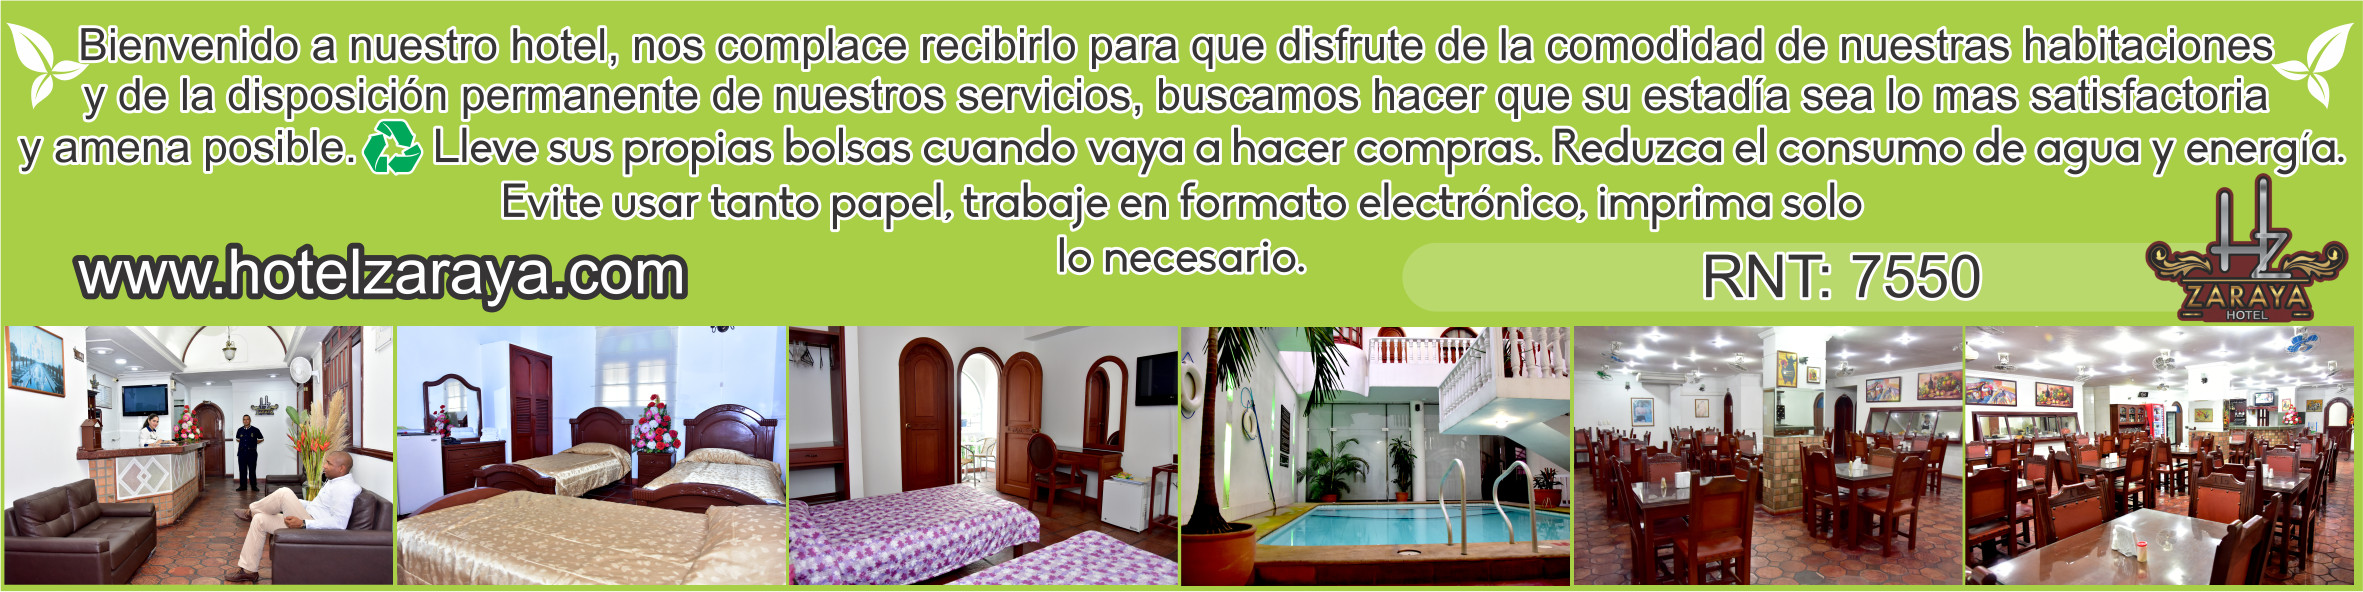 Bienvenido a nuestro hotel, nos complace recibirlo para que disfrute de la comodidad de nuestras habitaciones
y de la disposición permanente de nuestros servicios, buscamos hacer que su estadía sea lo mas satisfactoria
y amena posible. Lleve sus propias bolsas cuando vaya a hacer compras. Reduzca el consumo de agua y energía.
Evite usar tanto papel, trabaje en formato electrónico, imprima solo
lo necesario.
www.hotelzaraya.com
RNT: 7550
HZ
ZARAYA
HOTEL